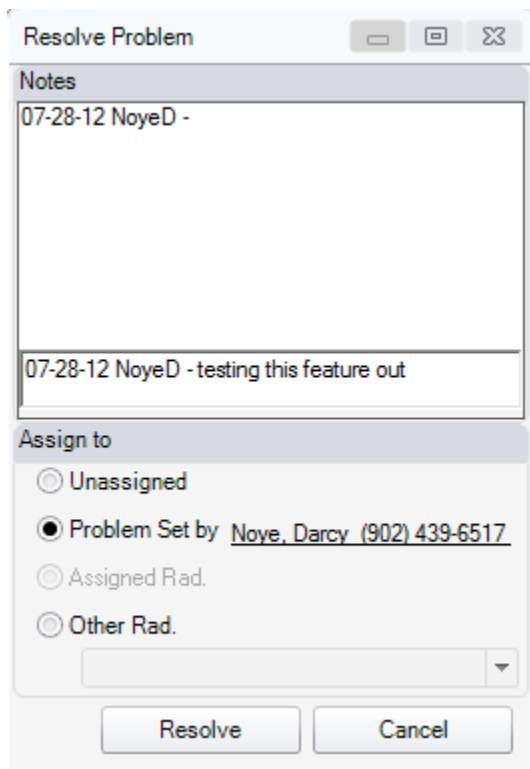 Resolve Problem
Notes
07-28-12 NoyeD -
07-28-12 NoyeD - testing this feature out
Assign to
Unassigned
Problem Set by Noye, Darcy (902) 439-6517
Assigned Rad.
Other Rad.
Resolve Cancel